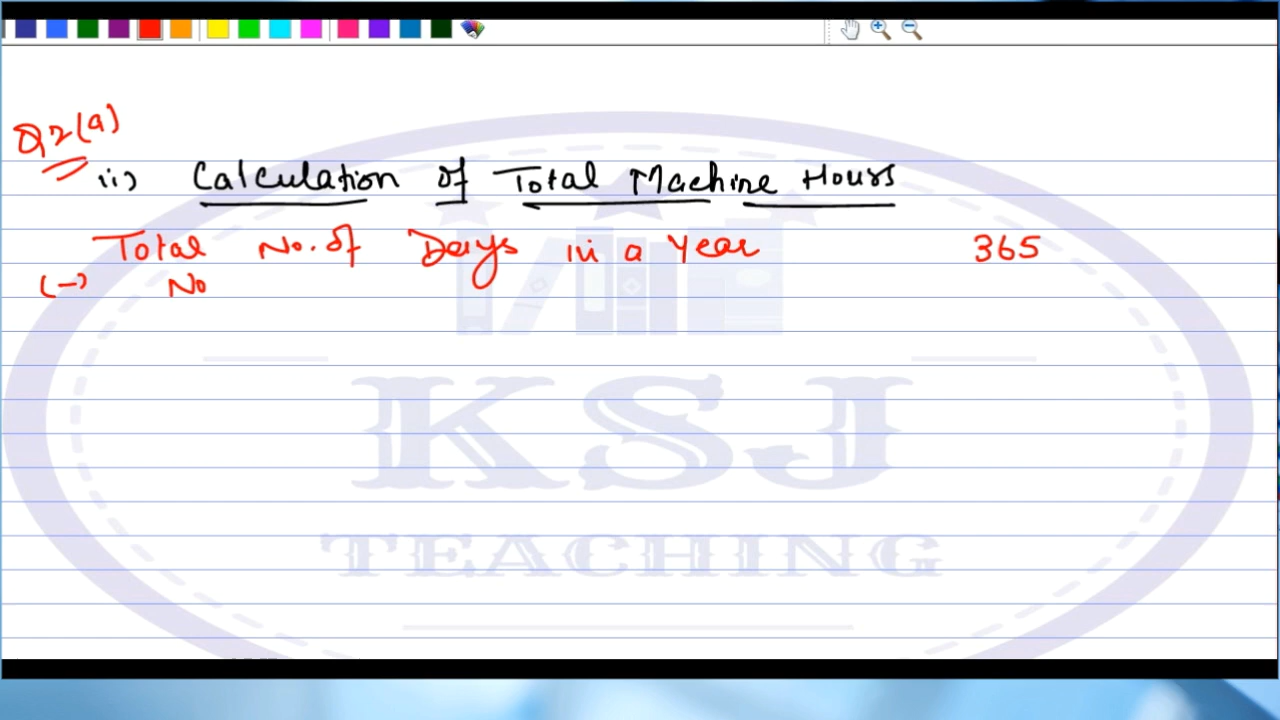 Q2(a)
ii) Calculation of Total Machine Hours
Total No. of Days in a Year 365
(-) No
KSJ
TEACHING